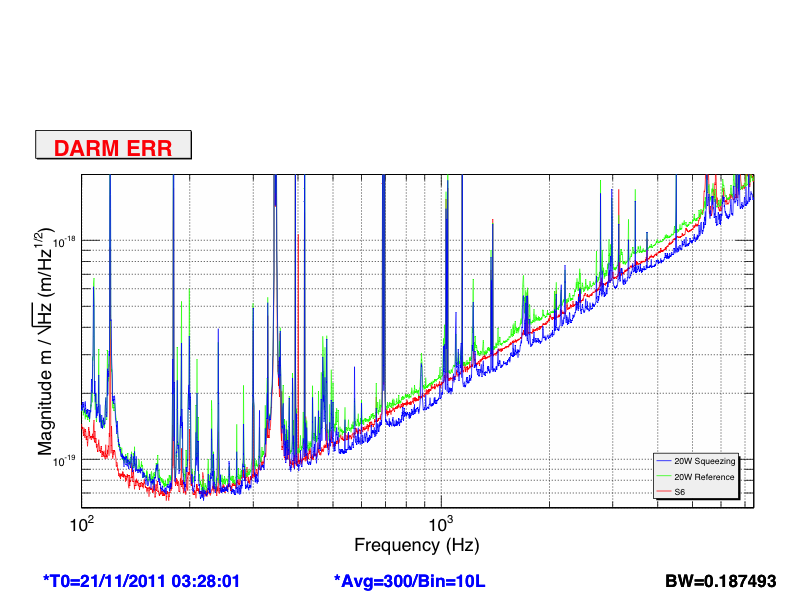 DARM ERR
Magnitude m / √Hz (m/Hz^1/2)
10^-18
10^-19
20W Squeezing
20W Reference
S6
10^2
10^3
Frequency (Hz)
*T0=21/11/2011 03:28:01
*Avg=300/Bin=10L
BW=0.187493